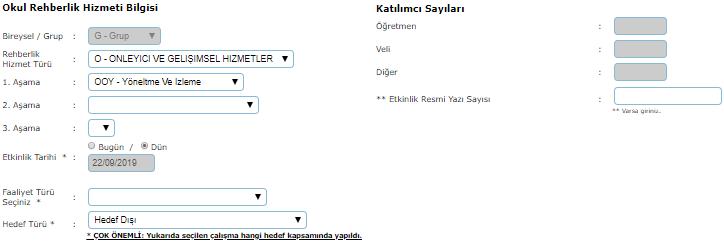 Okul Rehberlik Hizmeti Bilgisi
Bireysel / Grup : G - Grup
Rehberlik
Hizmet Türü : O - ONLEYICI VE GELIŞIMSEL HIZMETLER
1. Aşama : OOY - Yöneltme Ve Izleme
2. Aşama :
3. Aşama :
Bugün / Dün
Etkinlik Tarihi * : 22/09/2019
Faaliyet Türü
Seçiniz * :
Hedef Türü * : Hedef Dışı
* ÇOK ÖNEMLİ: Yukarıda seçilen çalışma hangi hedef kapsamında yapıldı.
Katılımcı Sayıları
Öğretmen :
Veli :
Diğer :
** Etkinlik Resmi Yazı Sayısı :
** Varsa giriniz.